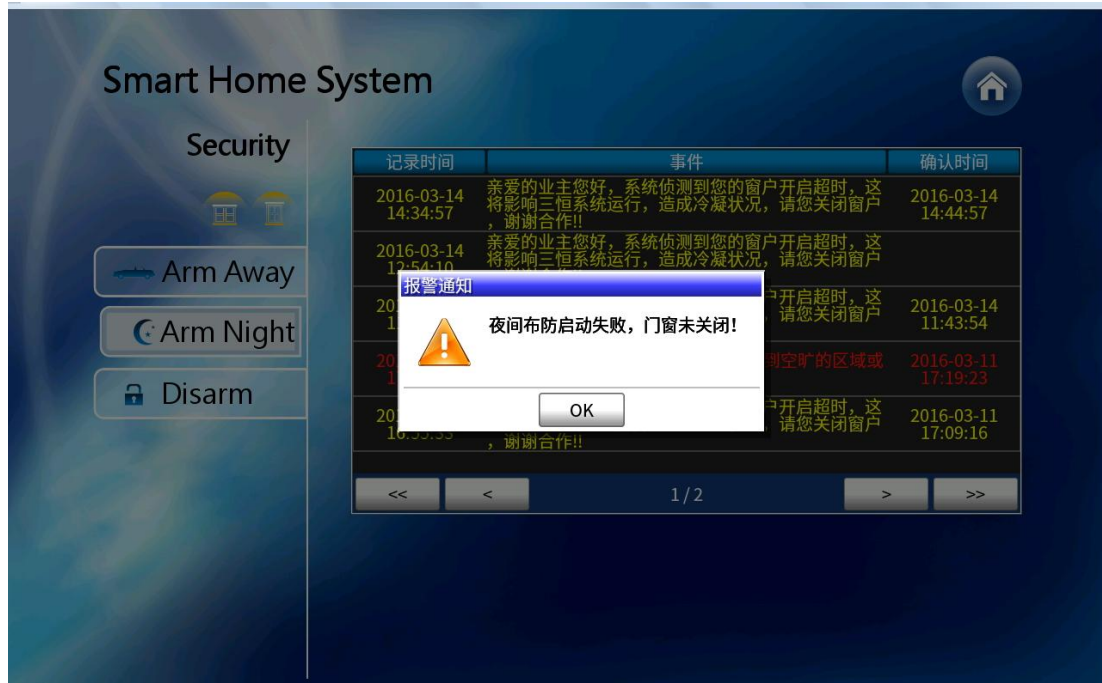 Smart Home System
Security
Arm Away
Arm Night
Disarm
记录时间 事件 确认时间
2016-03-14
14:34:57
亲爱的业主您好，系统侦测到您的窗户开启超时，这
将影响三恒系统运行，造成冷凝状况，请您关闭窗户
，谢谢合作!!
2016-03-14
14:44:57
2016-03-14
12:54:10
亲爱的业主您好，系统侦测到您的窗户开启超时，这
将影响三恒系统运行，造成冷凝状况，请您关闭窗户
户开启超时，这
请您关闭窗户
2016-03-14
11:43:54
到空旷的区域或
2016-03-11
17:19:23
户开启超时，这
请您关闭窗户
，谢谢合作!!
2016-03-11
17:09:16
报警通知
夜间布防启动失败，门窗未关闭！
OK
<< < 1/2 > >>